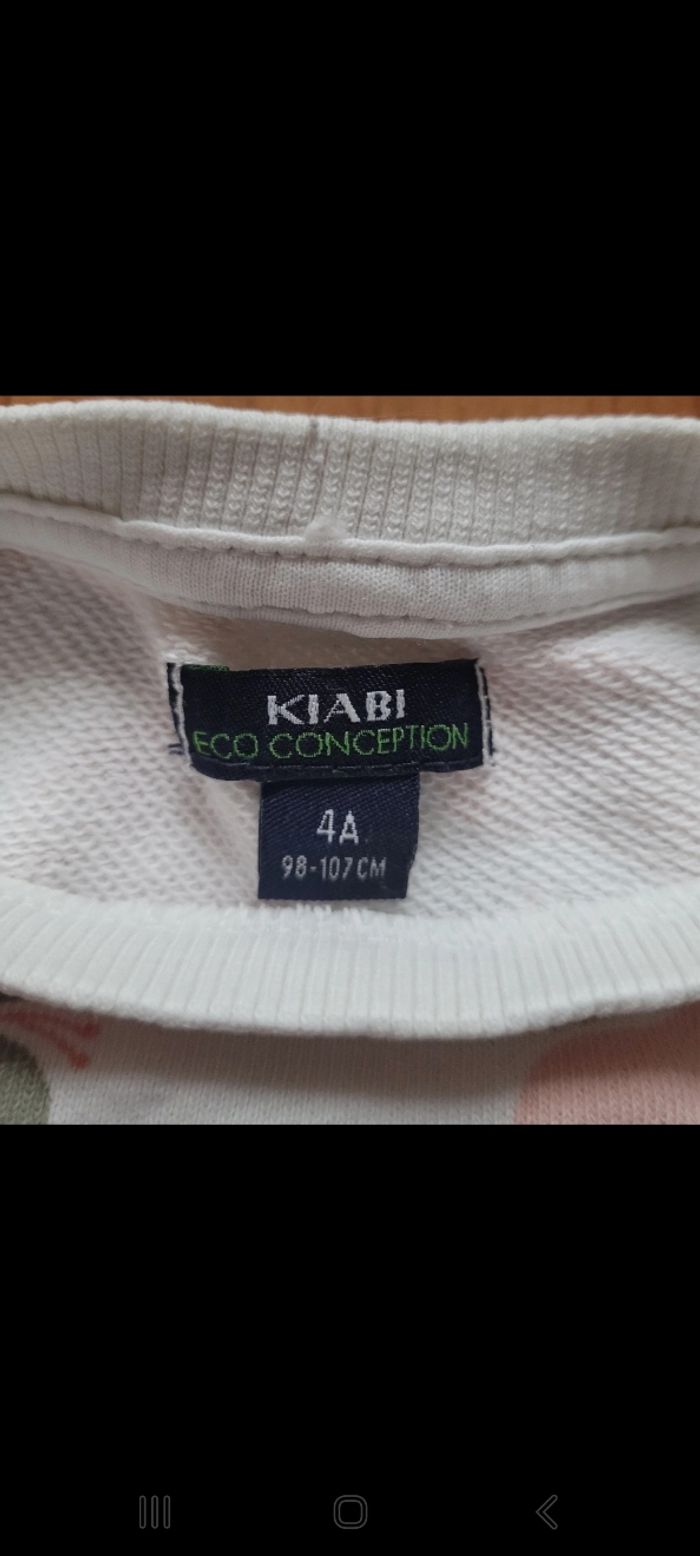 KIABI
ECO CONCEPTION
4A
98-107CM